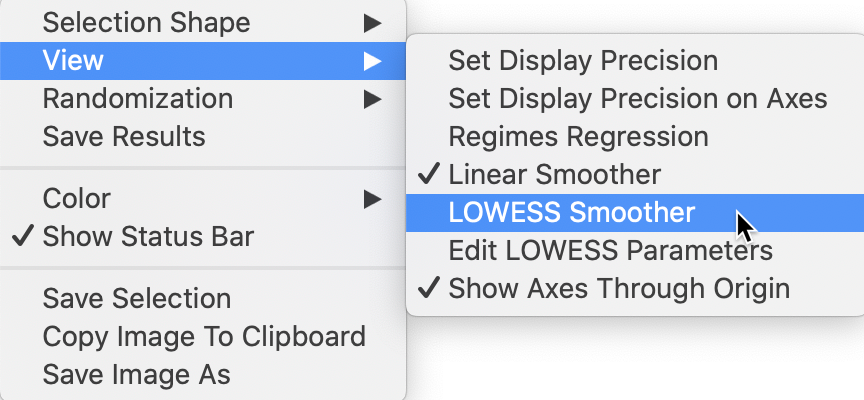 Selection Shape
View
Randomization
Save Results
Color
Show Status Bar
Save Selection
Copy Image To Clipboard
Save Image As
Set Display Precision
Set Display Precision on Axes
Regimes Regression
Linear Smoother
LOWESS Smoother
Edit LOWESS Parameters
Show Axes Through Origin